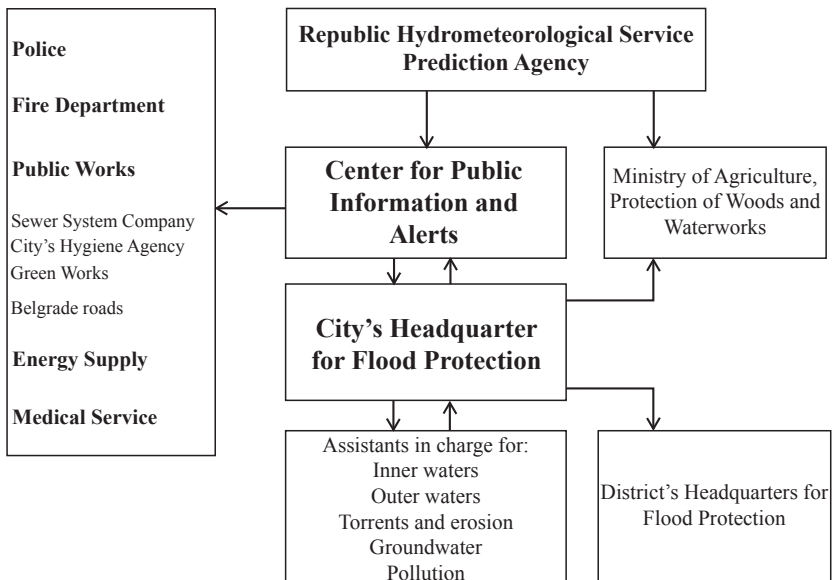 Police
Fire Department
Public Works
Sewer System Company
City's Hygiene Agency
Green Works
Belgrade roads
Energy Supply
Medical Service
Republic Hydrometeorological Service
Prediction Agency
Center for Public
Information and
Alerts
Ministry of Agriculture,
Protection of Woods and
Waterworks
City's Headquarter
for Flood Protection
Assistants in charge for:
Inner waters
Outer waters
Torrents and erosion
Groundwater
Pollution
District's Headquarters for
Flood Protection